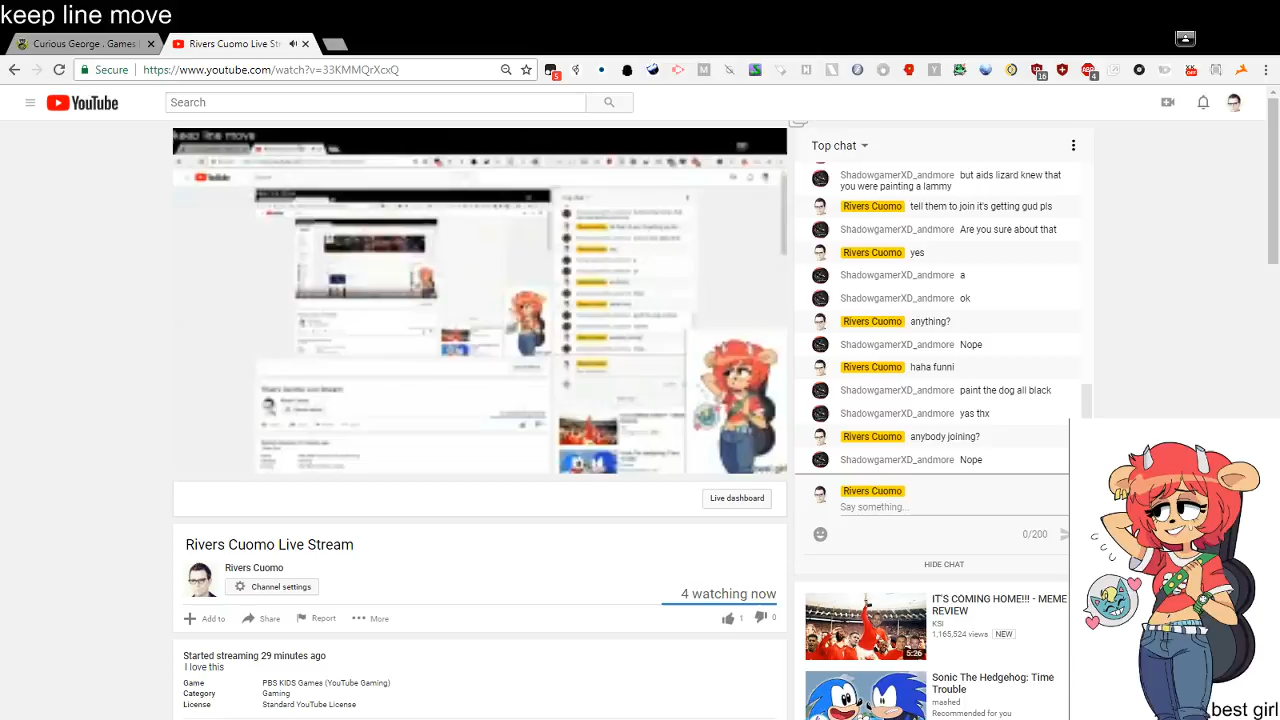 keep line move
Curious George . Games
Rivers Cuomo Live St
Secure
https://www.youtube.com/watch?v=33KMMQrXcxQ
YouTube
Search
Top chat
ShadowgamerXD_andmore but aids lizard knew that
you were painting a lammy
Rivers Cuomo tell them to join it's getting gud pls
ShadowgamerXD_andmore Are you sure about that
Rivers Cuomo yes
ShadowgamerXD_andmore a
ShadowgamerXD_andmore ok
Rivers Cuomo anything?
ShadowgamerXD_andmore Nope
Rivers Cuomo haha funni
ShadowgamerXD_andmore paint the frog all black
ShadowgamerXD_andmore yas thx
Rivers Cuomo anybody joining?
ShadowgamerXD_andmore Nope
Rivers Cuomo
Say something...
0/200
HIDE CHAT
Live dashboard
Rivers Cuomo Live Stream
Rivers Cuomo
Channel settings
4 watching now
Add to
Share
Report
More
1
0
Started streaming 29 minutes ago
I love this
Game PBS KIDS Games (YouTube Gaming)
Category Gaming
License Standard YouTube License
IT'S COMING HOME!!! - MEME
REVIEW
KSI
1,165,524 views NEW
5:26
Sonic The Hedgehog: Time
Trouble
mashed
Recommended for you
best girl